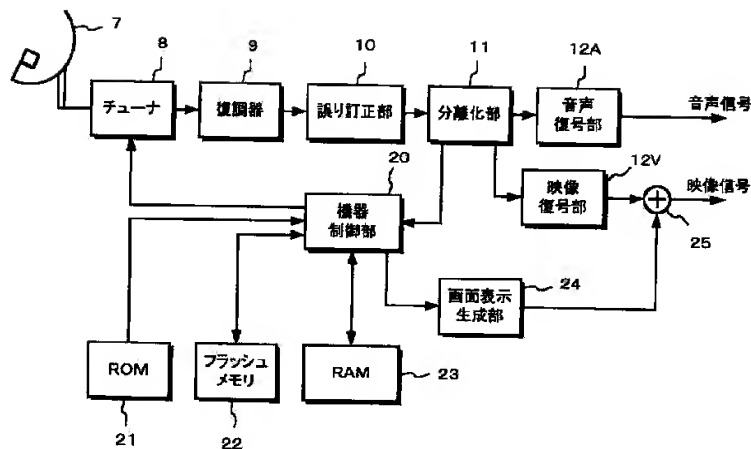 7
8
9
10
11
12A
チューナ
復調器
誤り訂正部
分離化部
音声
復号部
音声信号
20
機器
制御部
12V
映像
復号部
映像信号
25
画面表示
生成部
24
ROM
21
フラッシュ
メモリ
22
RAM
23